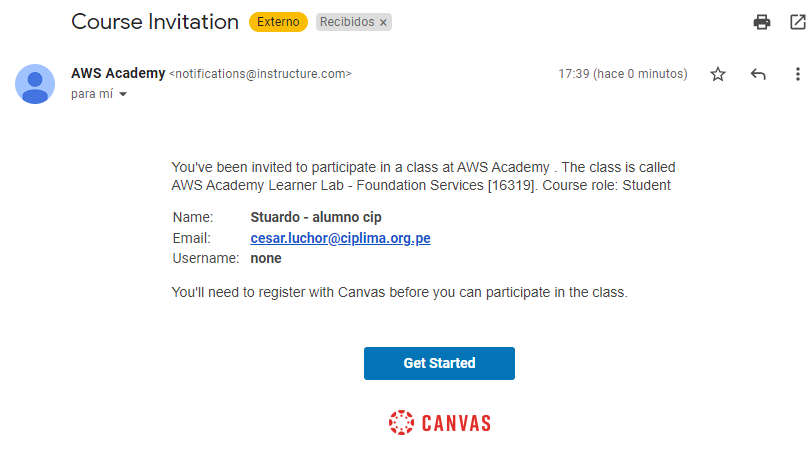 Course Invitation Externo Recibidos ×
AWS Academy <notifications@instructure.com> 17:39 (hace 0 minutos)
para mí
You've been invited to participate in a class at AWS Academy . The class is called
AWS Academy Learner Lab - Foundation Services [16319]. Course role: Student
Name: Stuardo - alumno cip
Email: cesar.luchor@ciplima.org.pe
Username: none
You'll need to register with Canvas before you can participate in the class.
Get Started
CANVAS